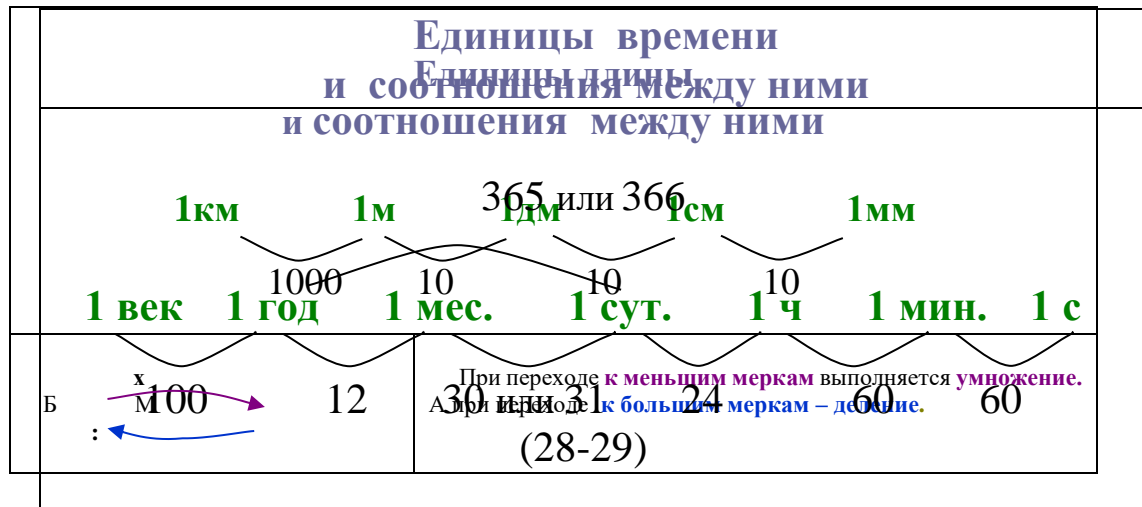 Единицы времени
Единицы длины
и соотношения между ними
и соотношения между ними
365 или 366
1км 1м 1дм 1см 1мм
1000 10 10 10
1 век 1 год 1 мес. 1 сут. 1 ч 1 мин. 1 с
х
При переходе к меньшим меркам выполняется умножение.
Б М
100 12 30 или 31 24 60 60
А при переходе к большим меркам – деление.
:
(28-29)